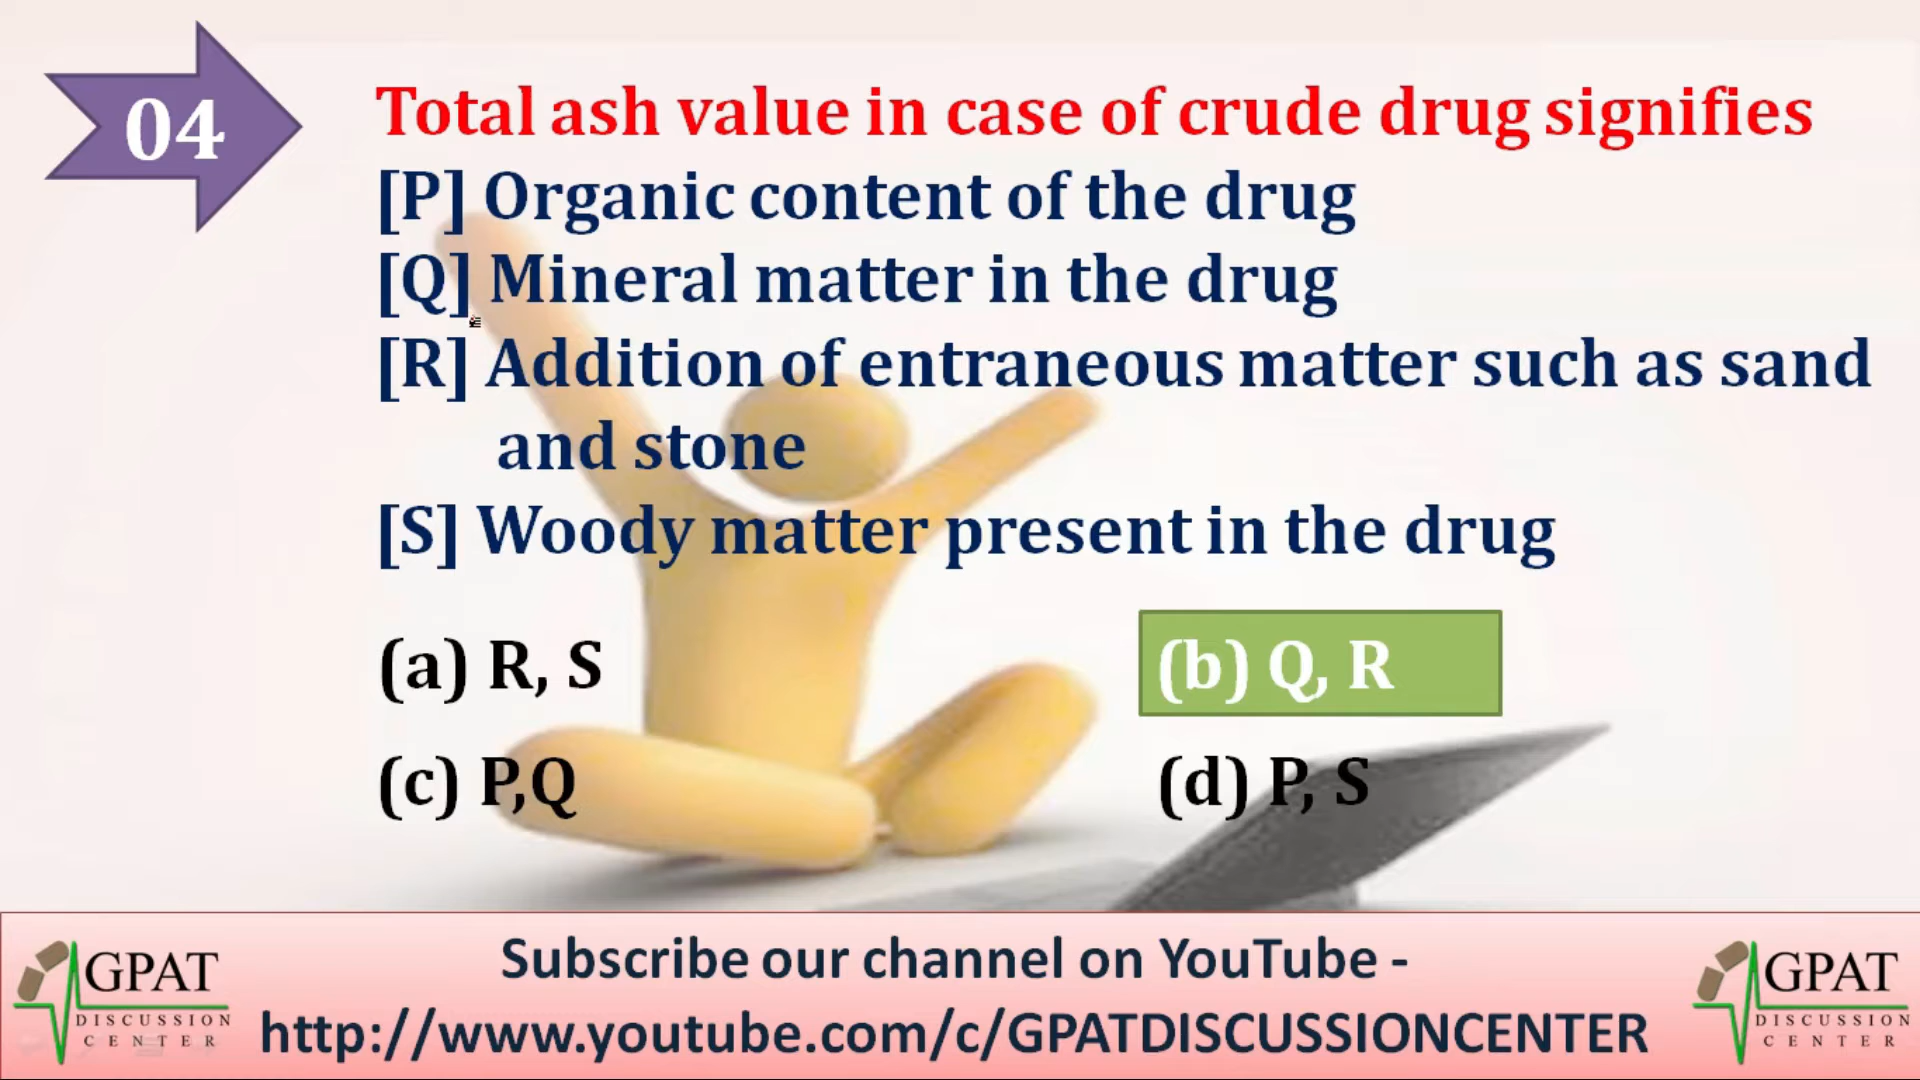 04
Total ash value in case of crude drug signifies
[P] Organic content of the drug
[Q] Mineral matter in the drug
[R] Addition of entraneous matter such as sand
and stone
[S] Woody matter present in the drug
(a) R, S
(b) Q, R
(c) P,Q
(d) P, S
GPAT
DISCUSSION
CENTER
Subscribe our channel on YouTube -
http://www.youtube.com/c/GPATDISCUSSIONCENTER
GPAT
DISCUSSION
CENTER